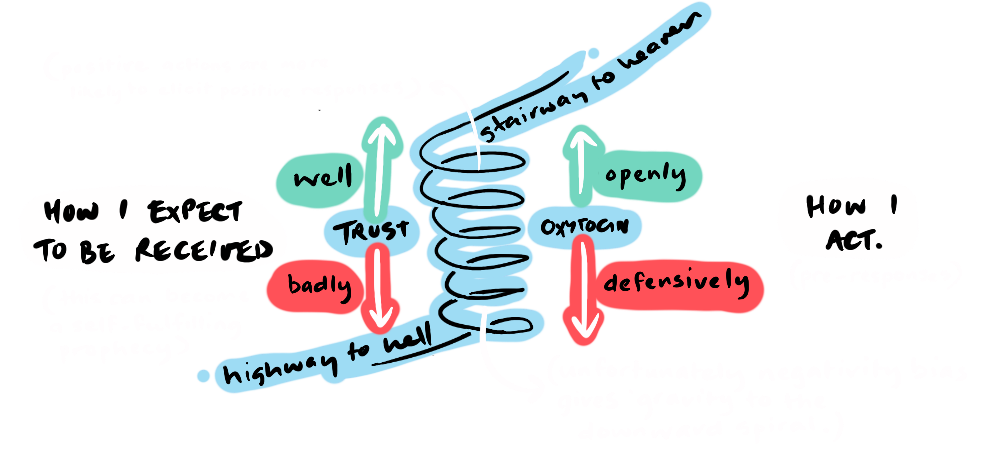 stairway to heaven
well
openly
HOW I EXPECT
TO BE RECEIVED
TRUST
OXYTOCIN
HOW I
ACT.
badly
defensively
highway to hell